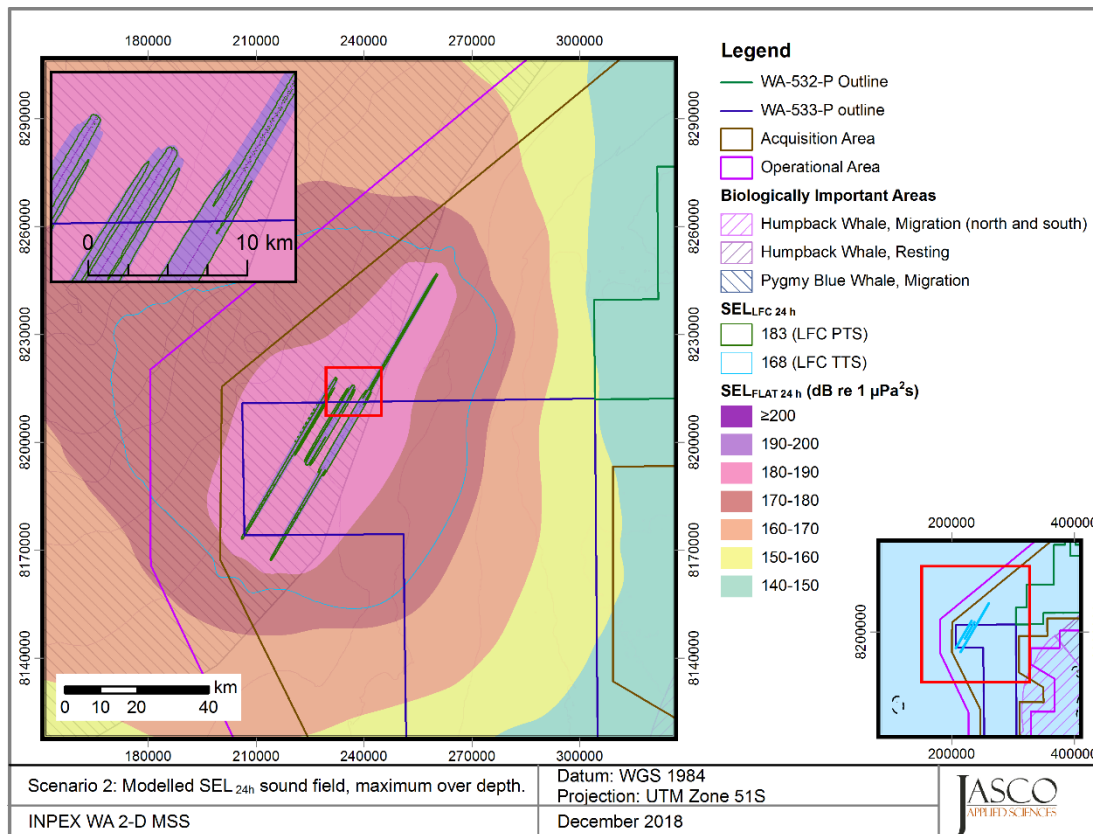 180000 210000 240000 270000 300000
8290000
8260000
8230000
8200000
8170000
8140000
8290000
8260000
8230000
8200000
8170000
8140000
0 10 km
km
0 10 20 40
180000 210000 240000 270000 300000
Legend
WA-532-P Outline
WA-533-P outline
Acquisition Area
Operational Area
Biologically Important Areas
Humpback Whale, Migration (north and south)
Humpback Whale, Resting
Pygmy Blue Whale, Migration
SEL LFC 24 h
183 (LFC PTS)
168 (LFC TTS)
SEL FLAT 24 h (dB re 1 µPa²s)
≥200
190-200
180-190
170-180
160-170
150-160
140-150
200000 400000
8200000
8200000
200000 400000
Scenario 2: Modelled SEL 24h sound field, maximum over depth.
INPEX WA 2-D MSS
Datum: WGS 1984
Projection: UTM Zone 51S
December 2018
JASCO
APPLIED SCIENCES